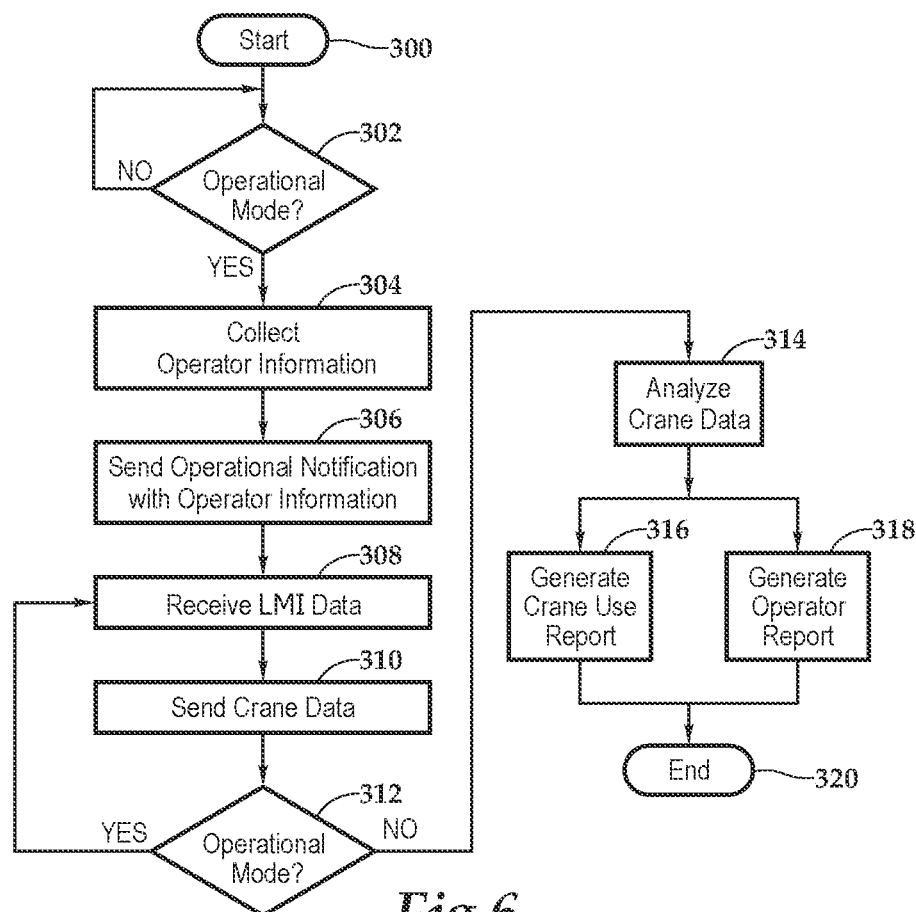 Start
300
302
NO
Operational
Mode?
YES
304
Collect
Operator Information
306
Send Operational Notification
with Operator Information
308
Receive LMI Data
310
Send Crane Data
312
YES
NO
Operational
Mode?
314
Analyze
Crane Data
316
Generate
Crane Use
Report
318
Generate
Operator
Report
End
320
Fig.6